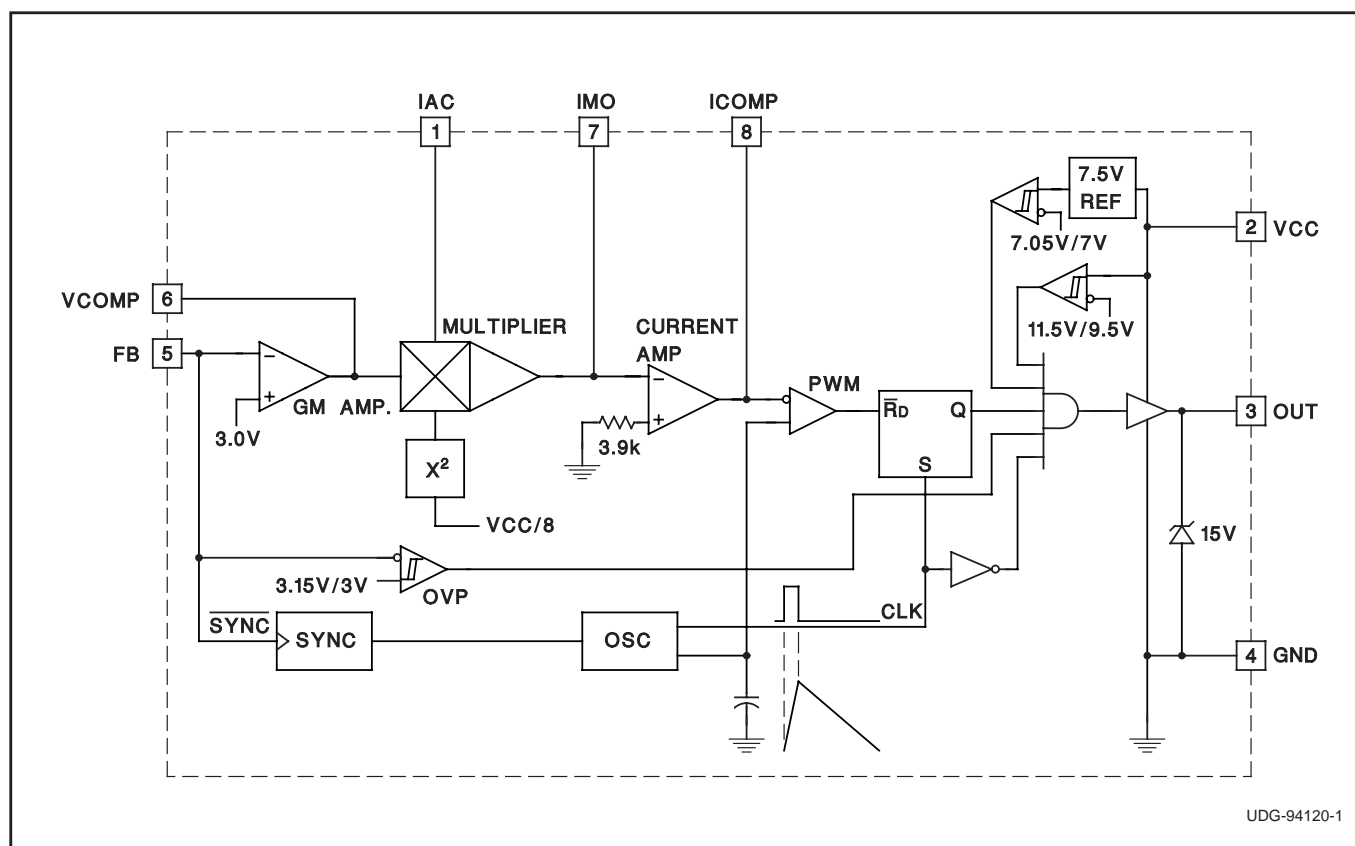 IAC
IMO
ICOMP
1
7
8
7.5V
REF
2
VCC
7.05V/7V
11.5V/9.5V
VCOMP
6
FB
5
MULTIPLIER
CURRENT
AMP
PWM
−
+
GM AMP.
3.0V
−
+
3.9k
R̅D
Q
S
3
OUT
X²
VCC/8
15V
3.15V/3V
OVP
S̅Y̅N̅C̅
SYNC
OSC
CLK
4
GND
UDG-94120-1